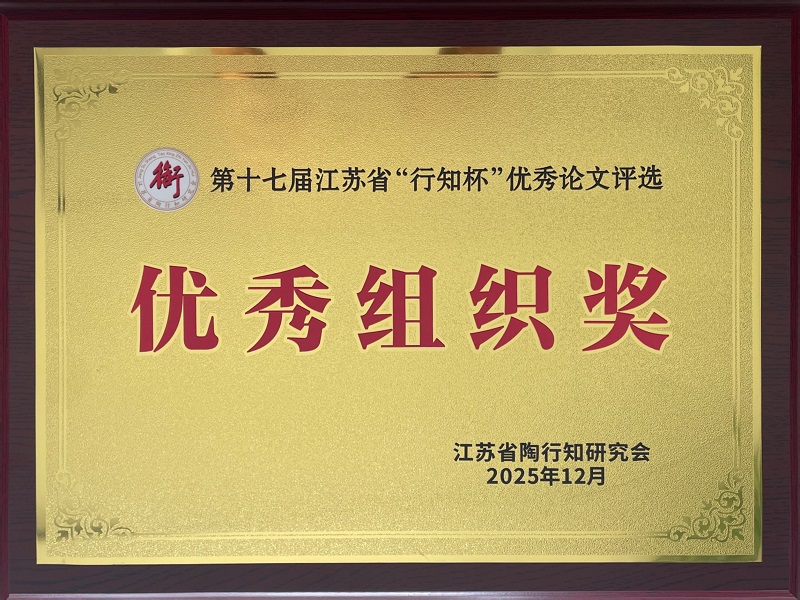 第十七届江苏省“行知杯”优秀论文评选
优秀组织奖
江苏省陶行知研究会
2025年12月